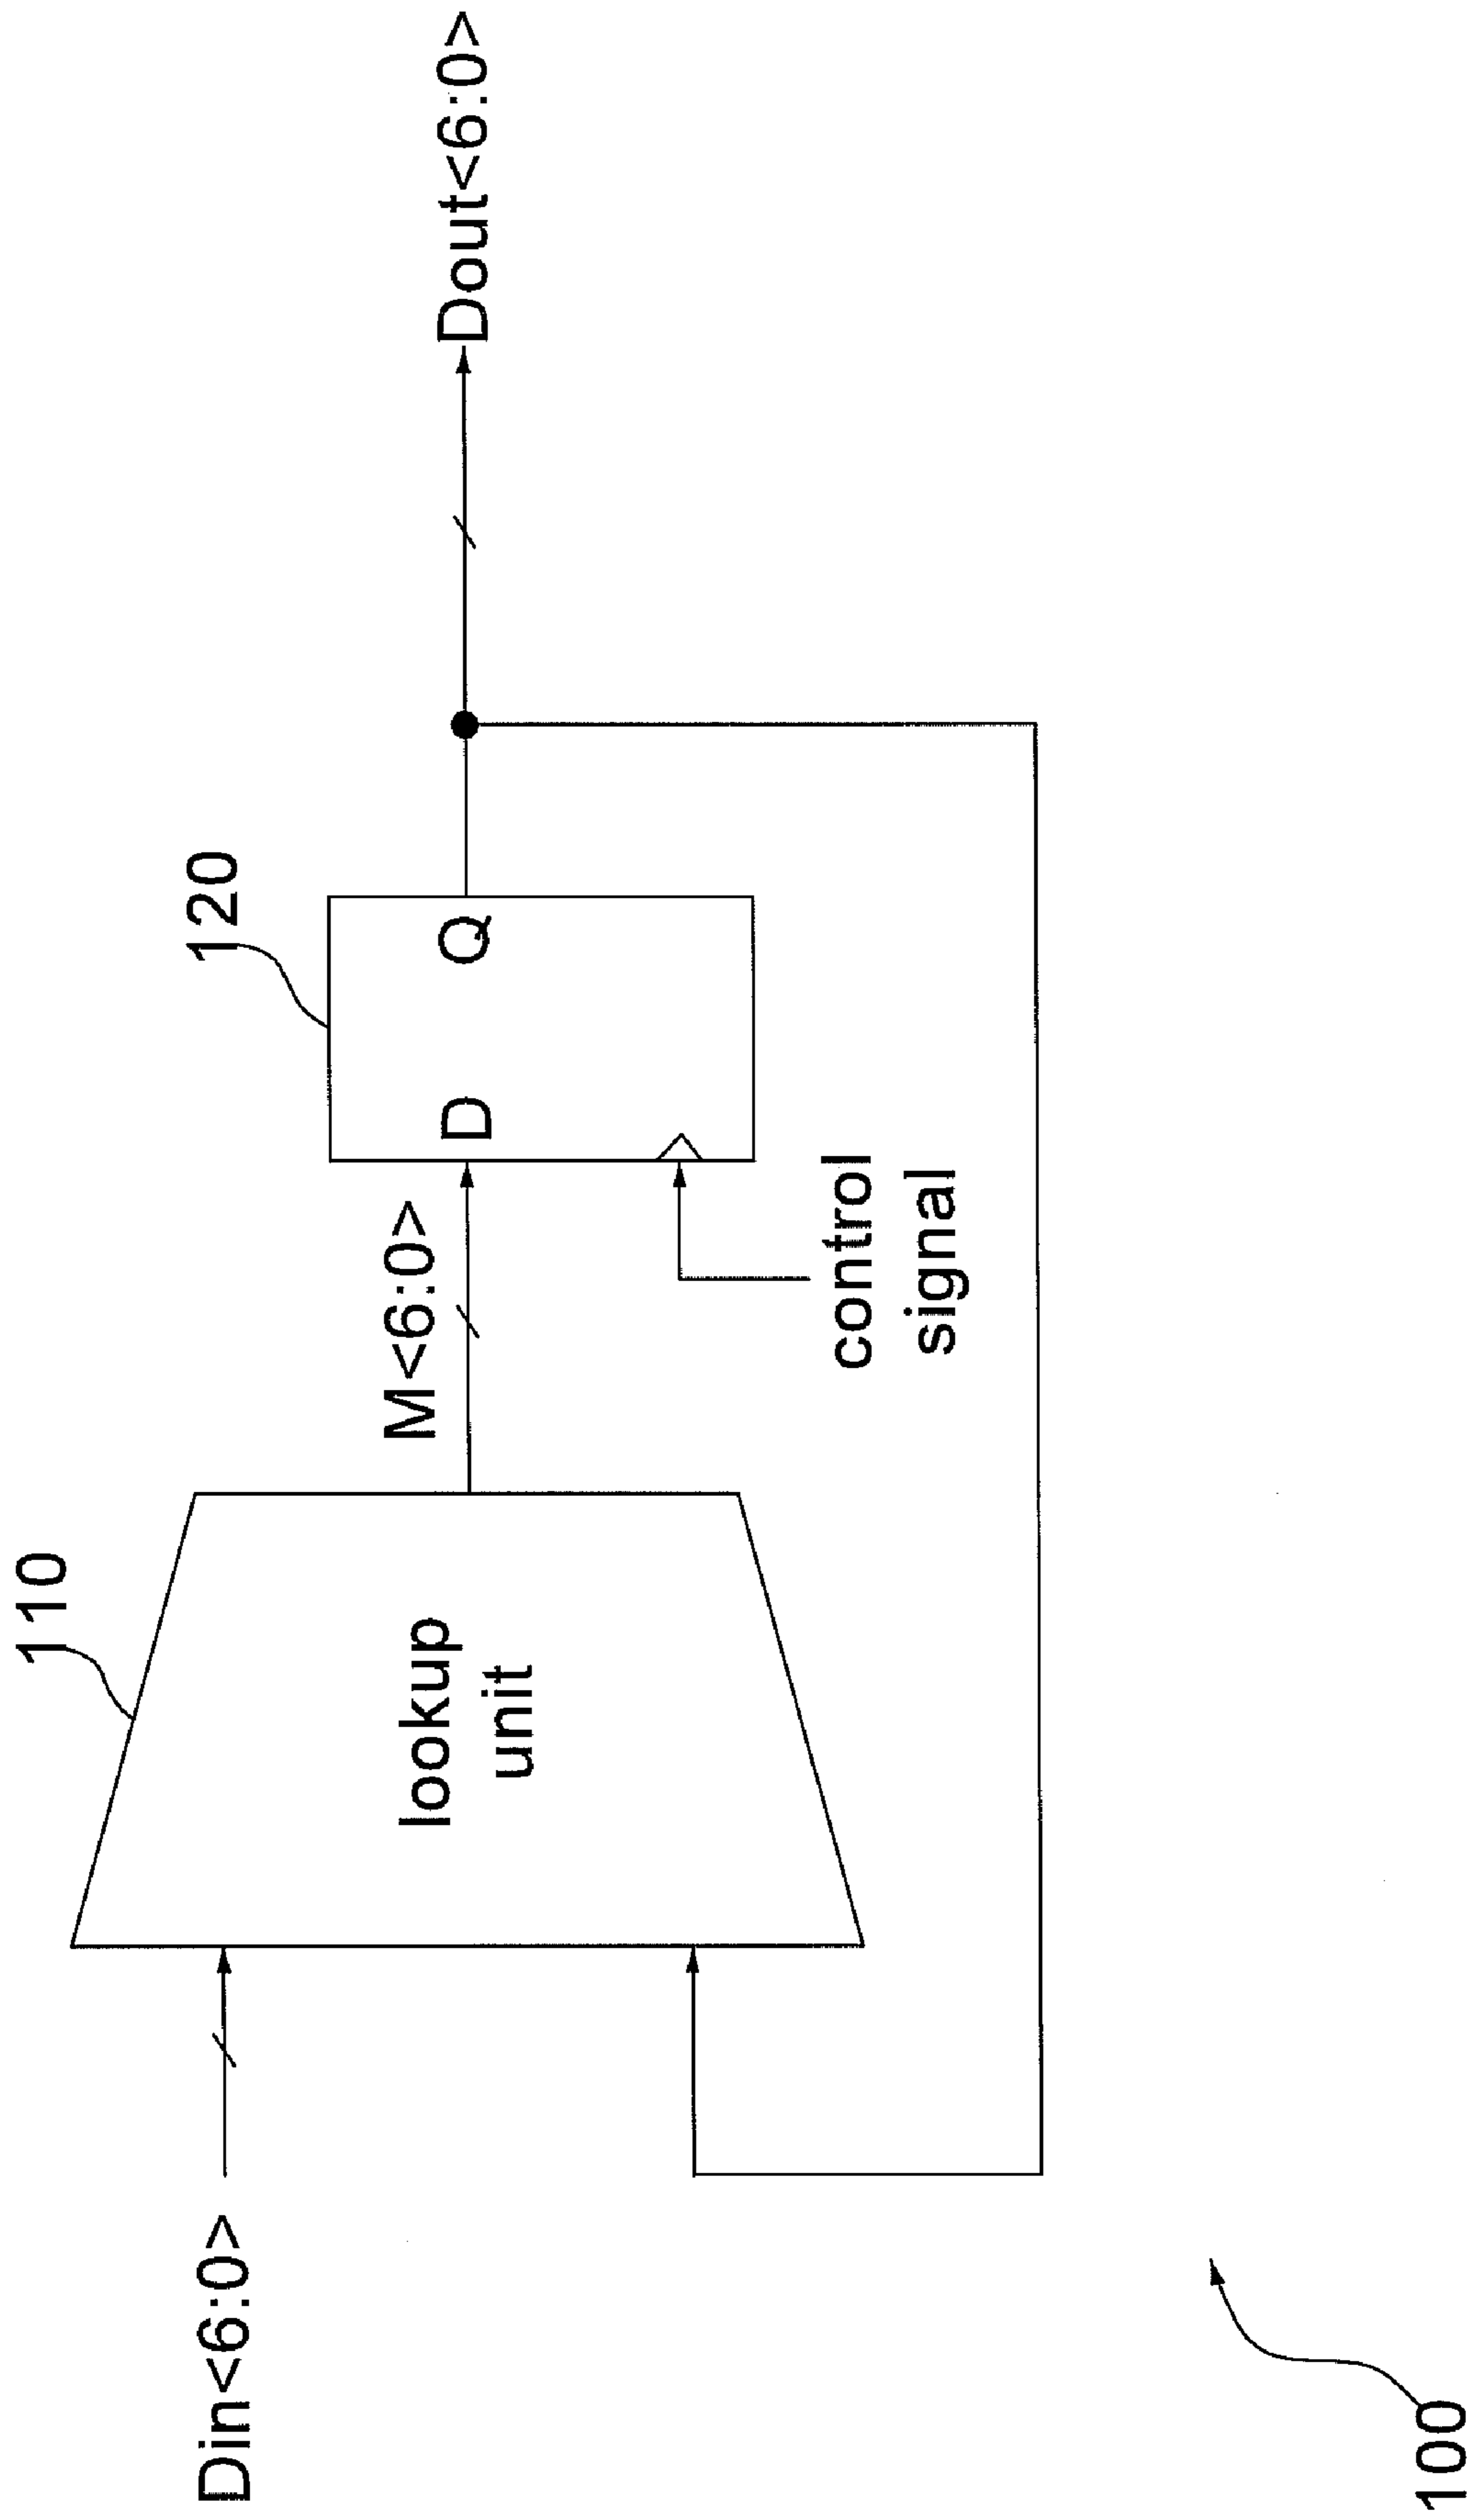 110
120
Din<6:0>
lookup
unit
M<6:0>
D
Q
Dout<6:0>
control
signal
100